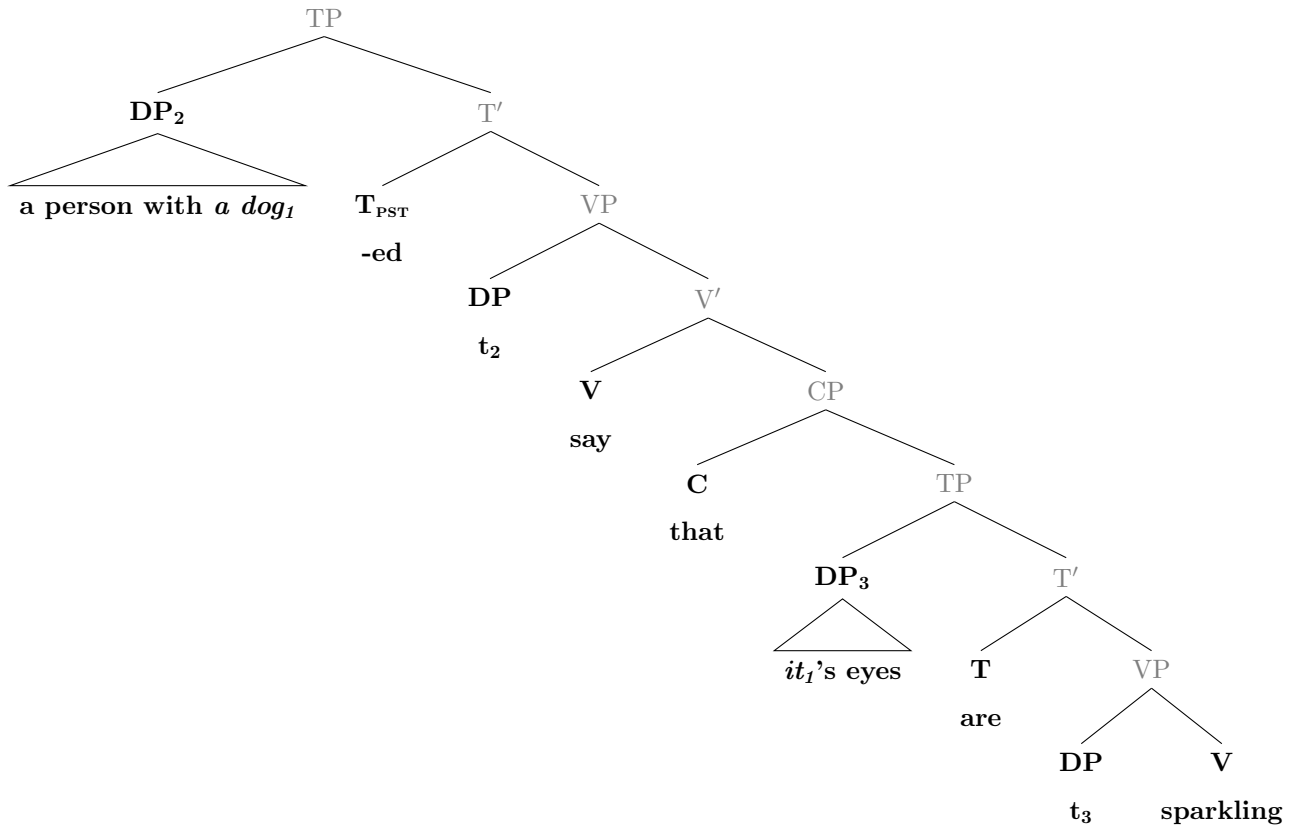 TP
DP₂ T′
a person with a dog₁ T_PST VP
-ed
DP V′
t₂
V CP
say
C TP
that
DP₃ T′
it₁'s eyes T VP
are
DP V
t₃ sparkling